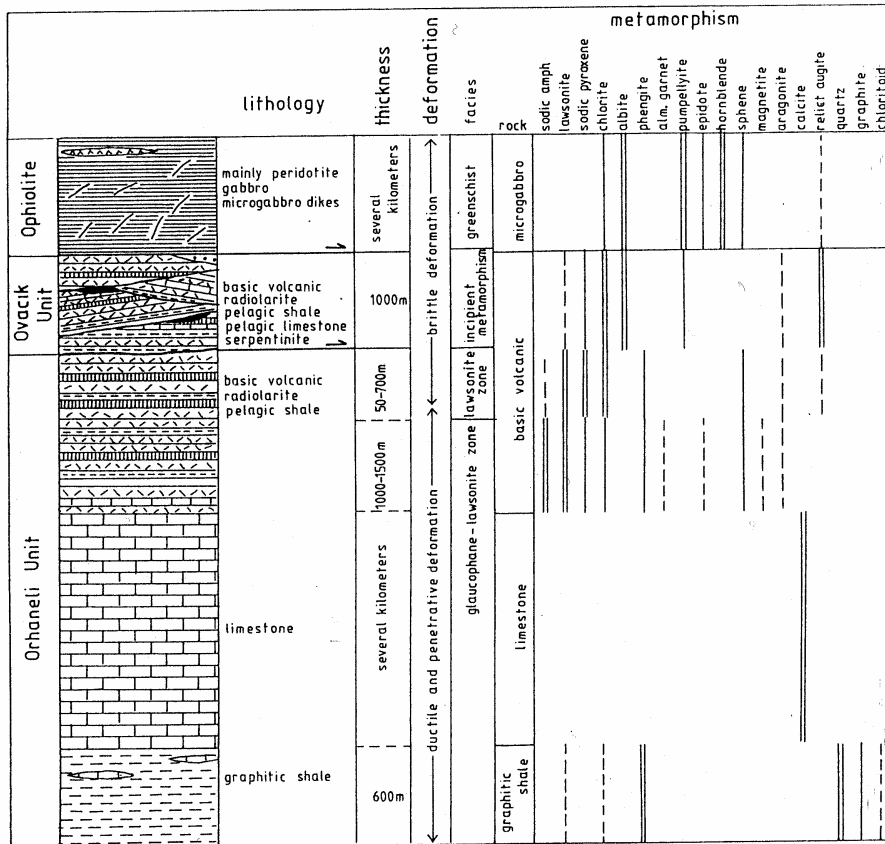 metamorphism
lithology
thickness
deformation
facies
rock
sodic amph
lawsonite
sodic pyroxene
chlorite
albite
phengite
alm. garnet
pumpellyite
epidote
hornblende
sphene
magnetite
aragonite
calcite
relict augite
quartz
graphite
chloritoid
Ophiolite
mainly peridotite
gabbro
microgabbro dikes
several
kilometers
greenschist
microgabbro
Ovacık
Unit
basic volcanic
radiolarite
pelagic shale
pelagic limestone
serpentinite
1000m
brittle deformation
incipient
metamorphism
basic volcanic
Orhaneli Unit
basic volcanic
radiolarite
pelagic shale
50-700m
lawsonite
zone
1000-1500m
ductile and penetrative deformation
glaucophane-lawsonite zone
limestone
several kilometers
limestone
graphitic shale
600m
graphitic
shale